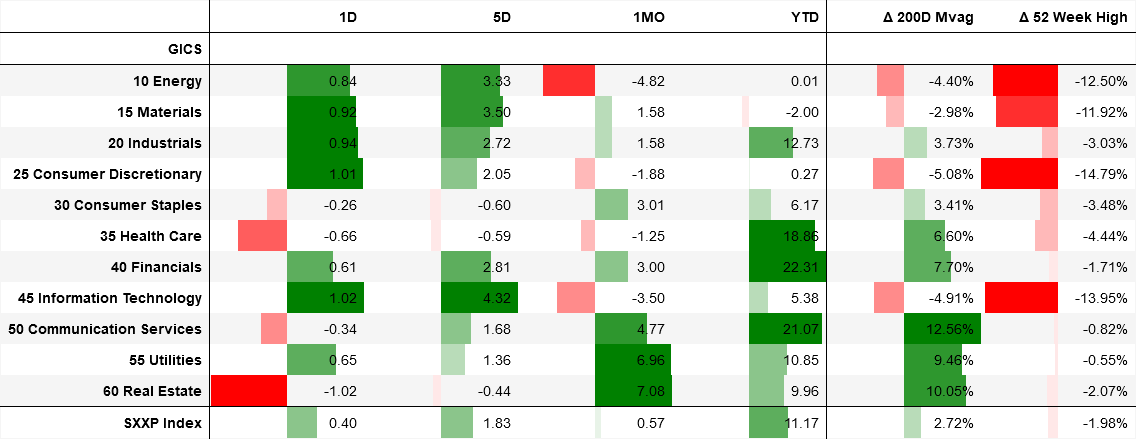 1D 5D 1MO YTD Δ 200D Mvag Δ 52 Week High
GICS
10 Energy 0.84 3.33 -4.82 0.01 -4.40% -12.50%
15 Materials 0.92 3.50 1.58 -2.00 -2.98% -11.92%
20 Industrials 0.94 2.72 1.58 12.73 3.73% -3.03%
25 Consumer Discretionary 1.01 2.05 -1.88 0.27 -5.08% -14.79%
30 Consumer Staples -0.26 -0.60 3.01 6.17 3.41% -3.48%
35 Health Care -0.66 -0.59 -1.25 18.86 6.60% -4.44%
40 Financials 0.61 2.81 3.00 22.31 7.70% -1.71%
45 Information Technology 1.02 4.32 -3.50 5.38 -4.91% -13.95%
50 Communication Services -0.34 1.68 4.77 21.07 12.56% -0.82%
55 Utilities 0.65 1.36 6.96 10.85 9.46% -0.55%
60 Real Estate -1.02 -0.44 7.08 9.96 10.05% -2.07%
SXXP Index 0.40 1.83 0.57 11.17 2.72% -1.98%